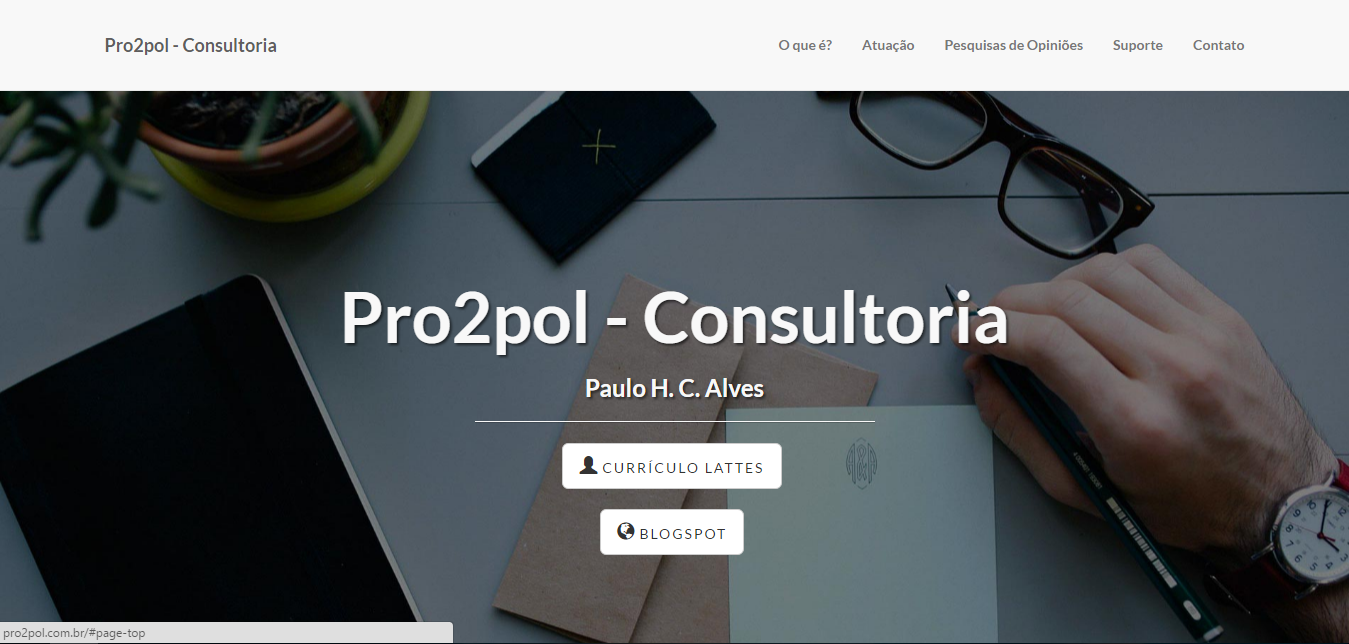 Pro2pol - Consultoria
O que é? Atuação Pesquisas de Opiniões Suporte Contato
Pro2pol - Consultoria
Paulo H. C. Alves
CURRÍCULO LATTES
BLOGSPOT
pro2pol.com.br/#page-top